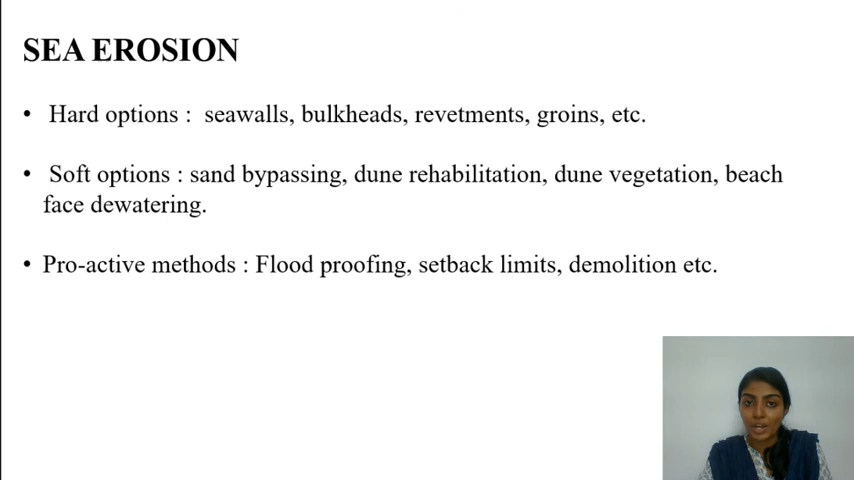 SEA EROSION
• Hard options : seawalls, bulkheads, revetments, groins, etc.
• Soft options : sand bypassing, dune rehabilitation, dune vegetation, beach
face dewatering.
• Pro-active methods : Flood proofing, setback limits, demolition etc.